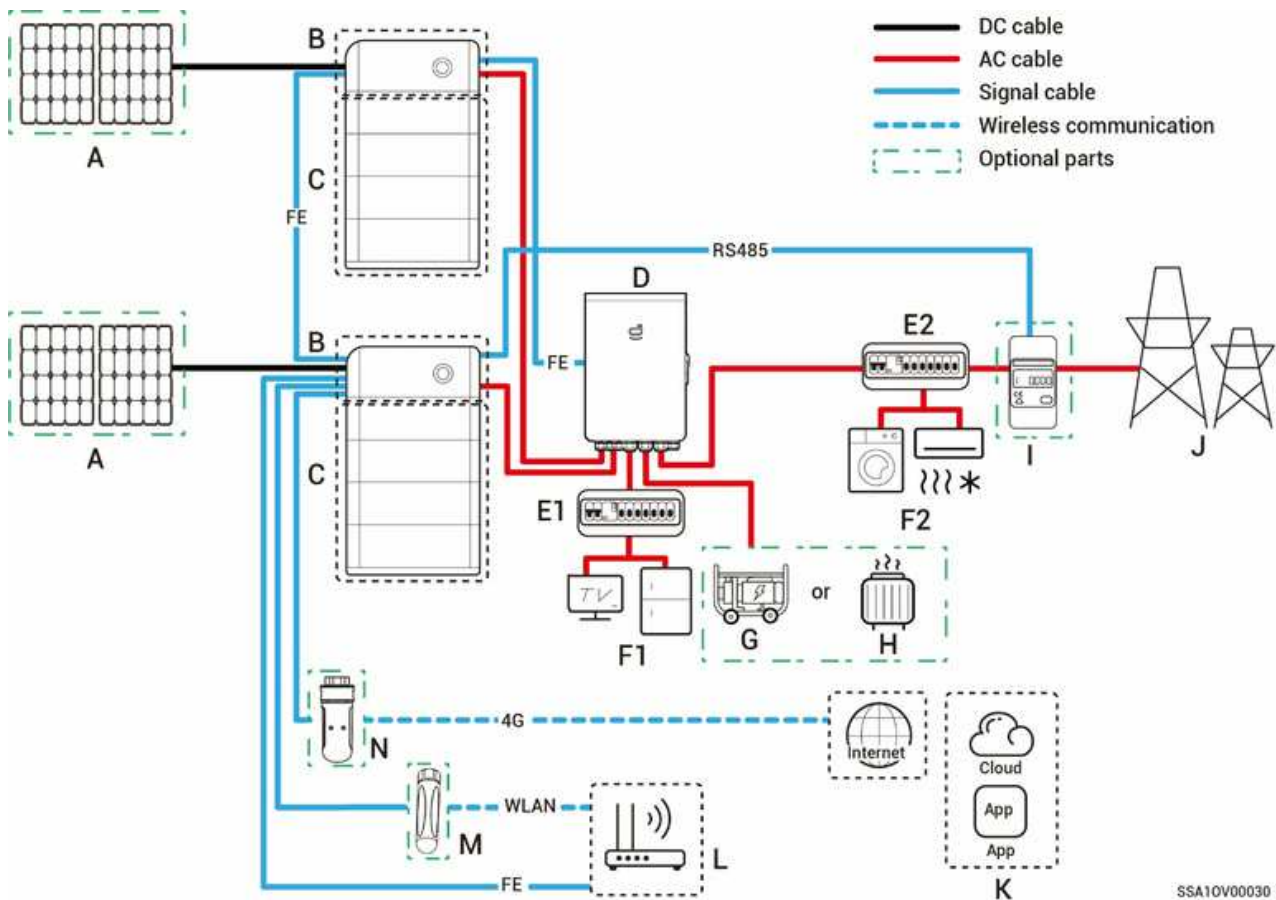 DC cable
AC cable
Signal cable
Wireless communication
Optional parts
A
B
C
FE
A
B
C
RS485
D
FE
E2
F2
I
J
E1
TV
F1
G
or
H
N
4G
Internet
Cloud
App
App
K
M
WLAN
L
FE
SSA1OV00030